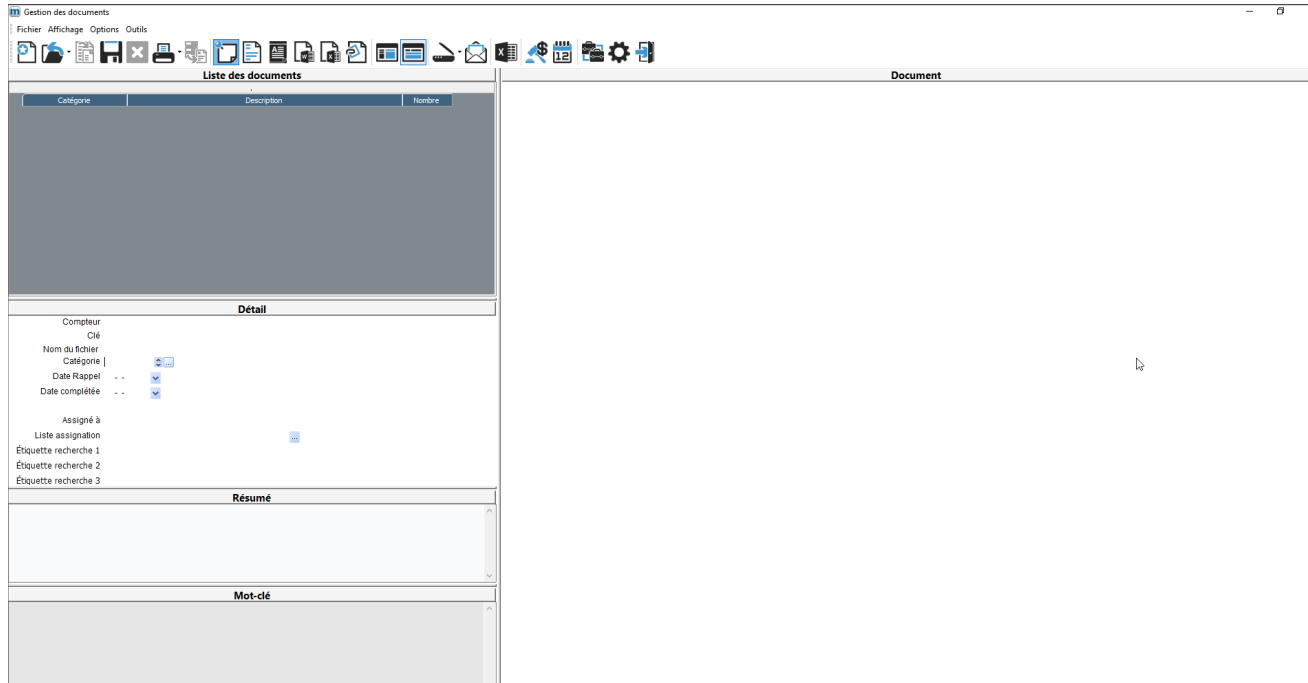 Gestion des documents
Fichier Affichage Options Outils
Liste des documents
Document
Catégorie Description Nombre
Détail
Compteur
Clé
Nom du fichier
Catégorie
Date Rappel - -
Date complétée - -
Assigné à
Liste assignation ...
Étiquette recherche 1
Étiquette recherche 2
Étiquette recherche 3
Résumé
Mot-clé